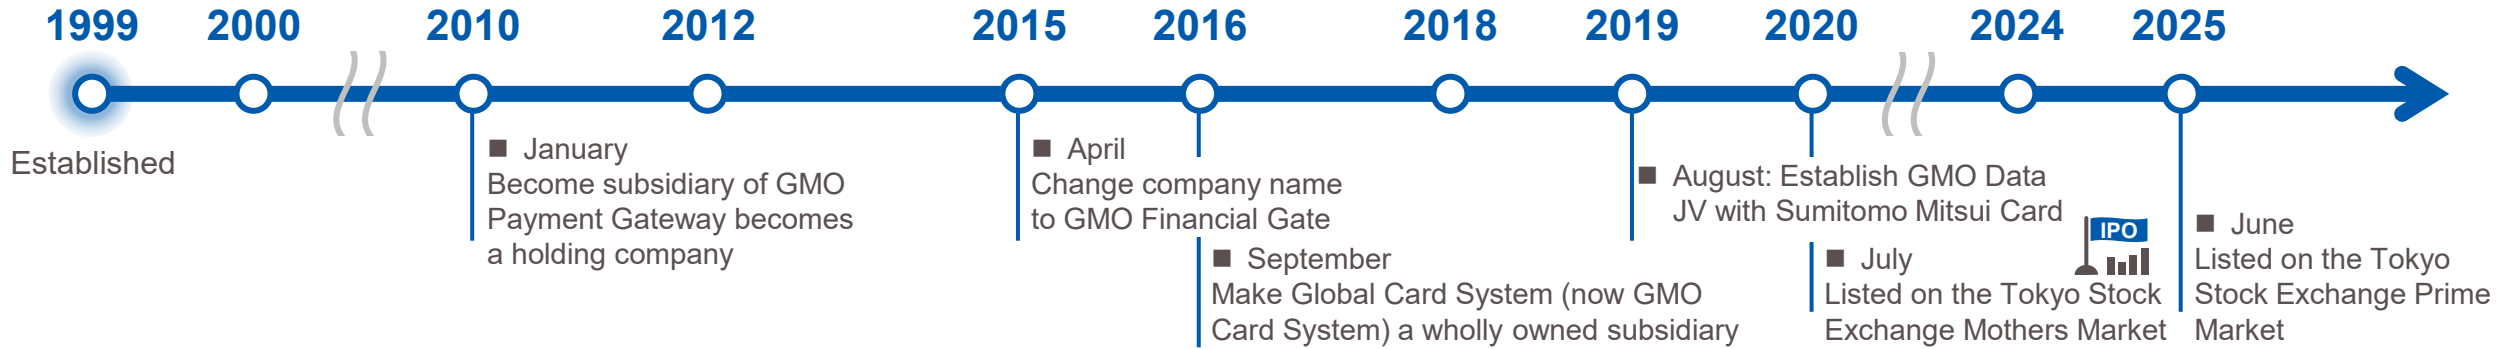 1999 2000 2010 2012 2015 2016 2018 2019 2020 2024 2025
Established
■ January
Become subsidiary of GMO
Payment Gateway becomes
a holding company
■ April
Change company name
to GMO Financial Gate
■ September
Make Global Card System (now GMO
Card System) a wholly owned subsidiary
■ August: Establish GMO Data
JV with Sumitomo Mitsui Card
IPO
■ July
Listed on the Tokyo Stock
Exchange Mothers Market
■ June
Listed on the Tokyo
Stock Exchange Prime
Market